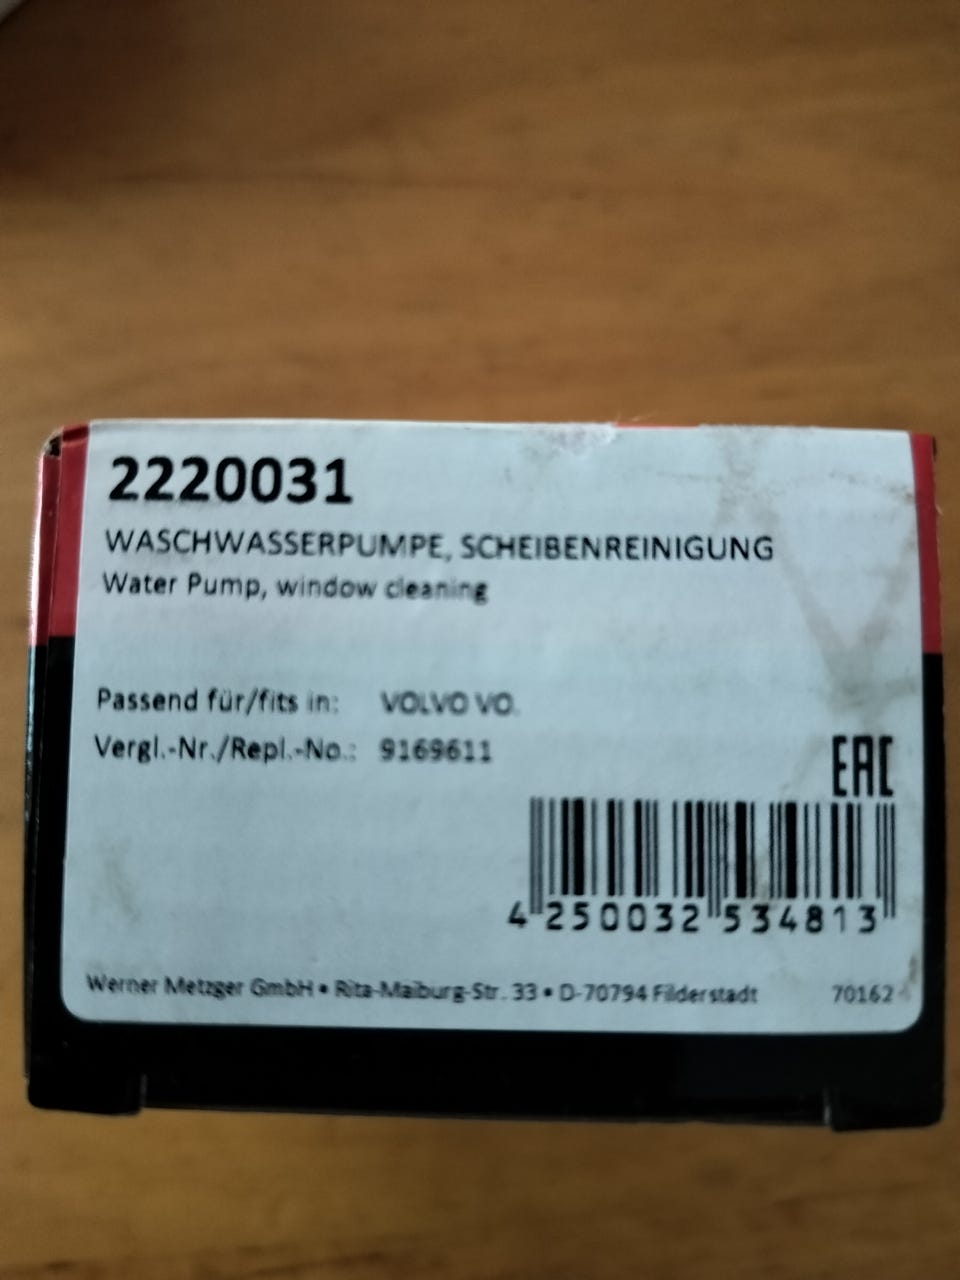 2220031
WASCHWASSERPUMPE, SCHEIBENREINIGUNG
Water Pump, window cleaning
Passend für/fits in: VOLVO VO.
Vergl.-Nr./Repl.-No.: 9169611
EAC
4 250032 534813
Werner Metzger GmbH • Rita-Maiburg-Str. 33 • D-70794 Filderstadt 70162